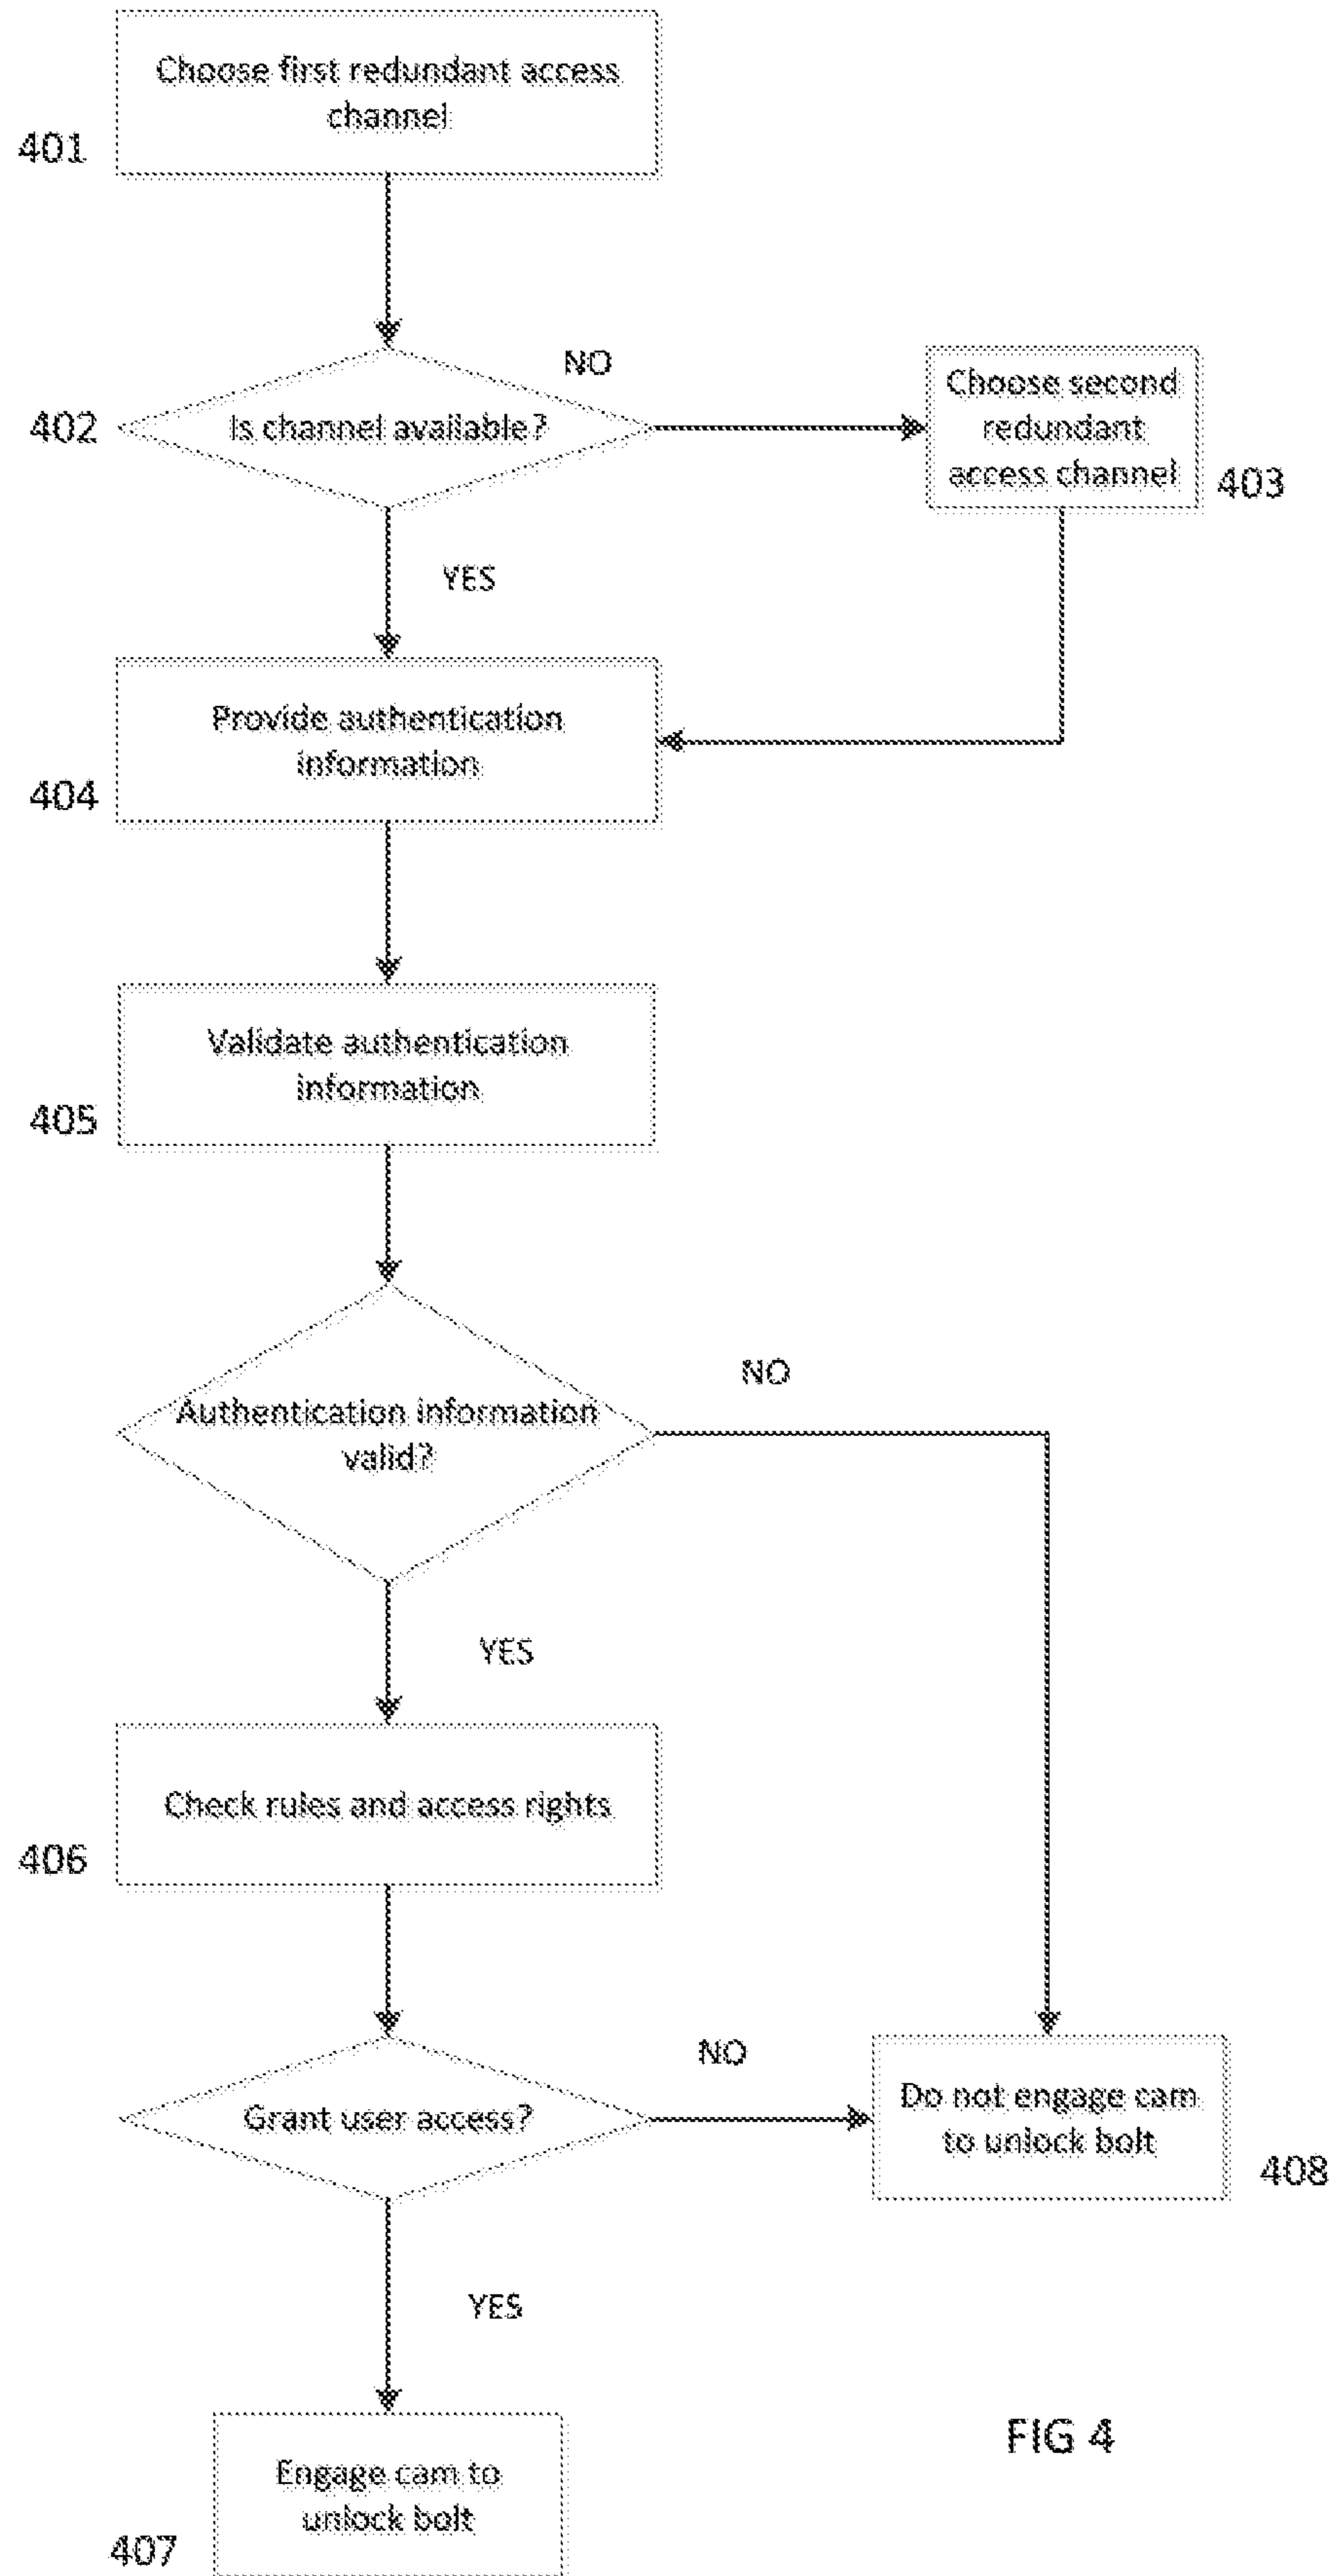 Choose first redundant access
channel
401
NO
402
Is channel available?
Choose second
redundant
access channel
403
YES
Provide authentication
information
404
Validate authentication
information
405
NO
Authentication information
valid?
YES
Check rules and access rights
406
NO
Grant user access?
Do not engage cam
to unlock bolt
408
YES
FIG 4
Engage cam to
unlock bolt
407